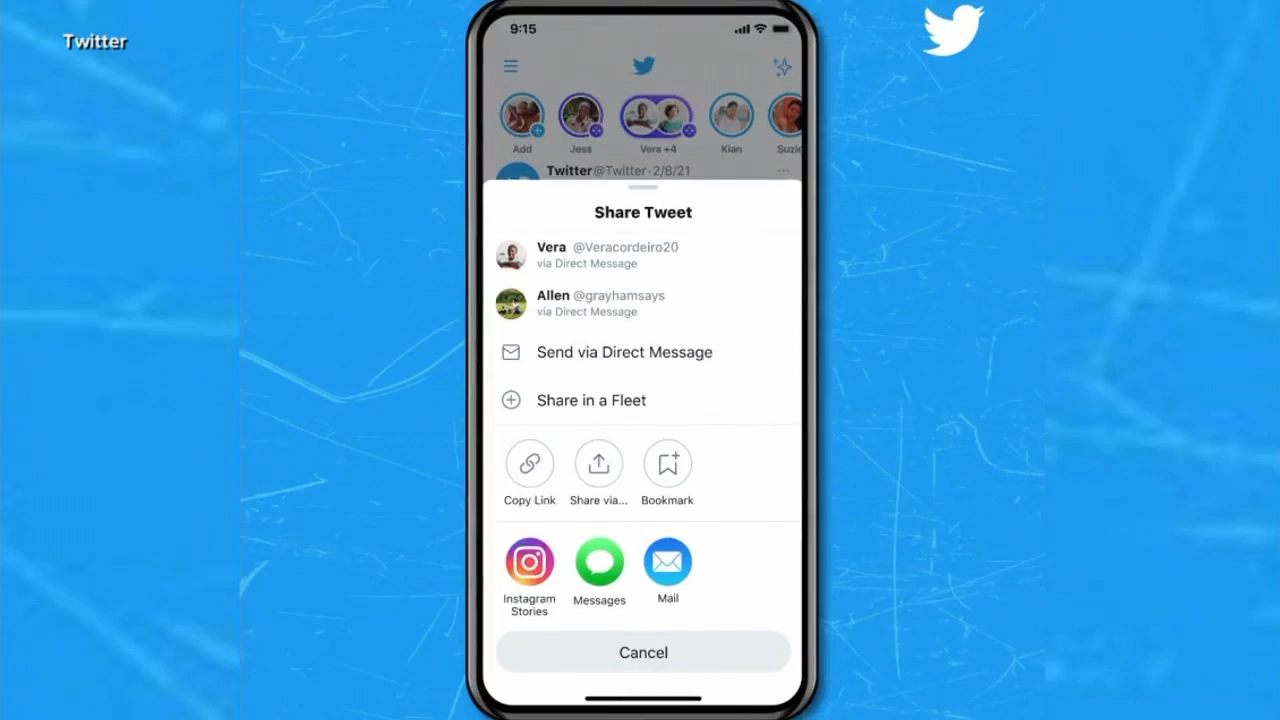 Twitter
9:15
Add
Jess
Vera +4
Kian
Suzie
Twitter @Twitter · 2/8/21
Share Tweet
Vera @Veracordeiro20
via Direct Message
Allen @grayhamsays
via Direct Message
Send via Direct Message
Share in a Fleet
Copy Link
Share via...
Bookmark
Instagram
Stories
Messages
Mail
Cancel